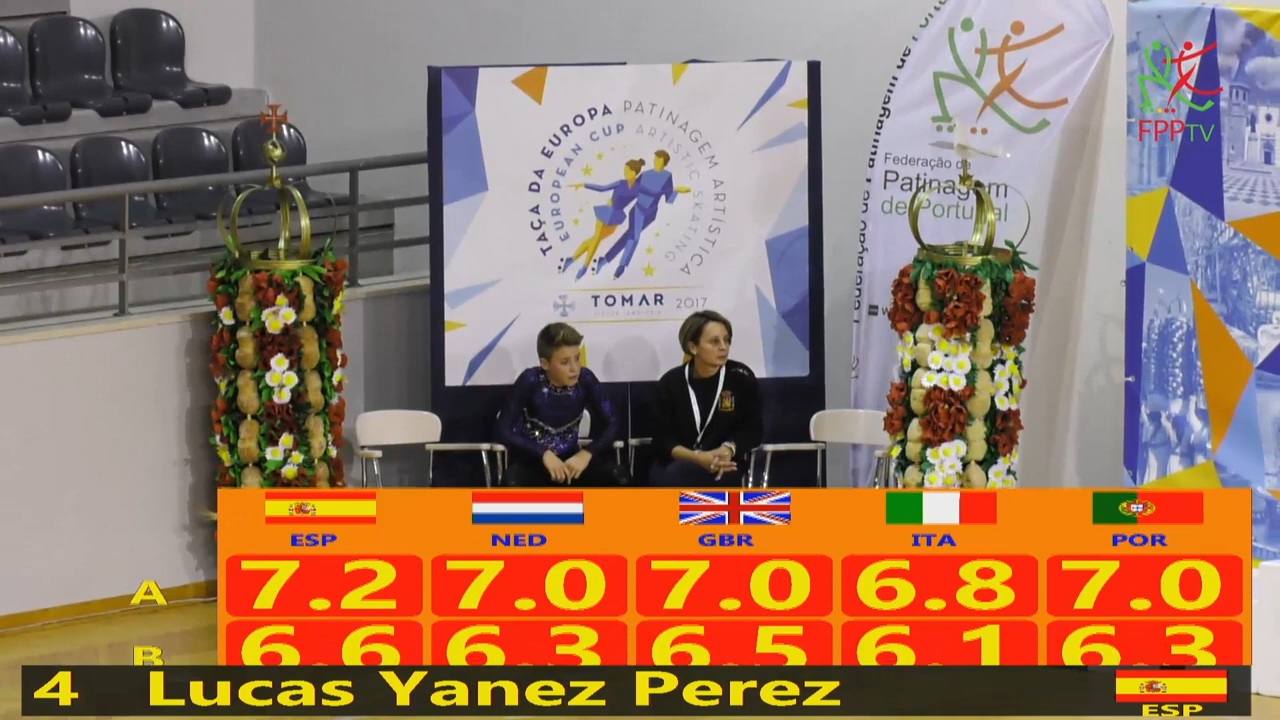 TAÇA DA EUROPA PATINAGEM ARTÍSTICA
EUROPEAN CUP ARTISTIC SKATING
TOMAR 2017
Federação de
Patinagem
de Portugal
FPPTV
ESP NED GBR ITA POR
A 7.2 7.0 7.0 6.8 7.0
B 6.6 6.3 6.5 6.1 6.3
4 Lucas Yanez Perez
ESP